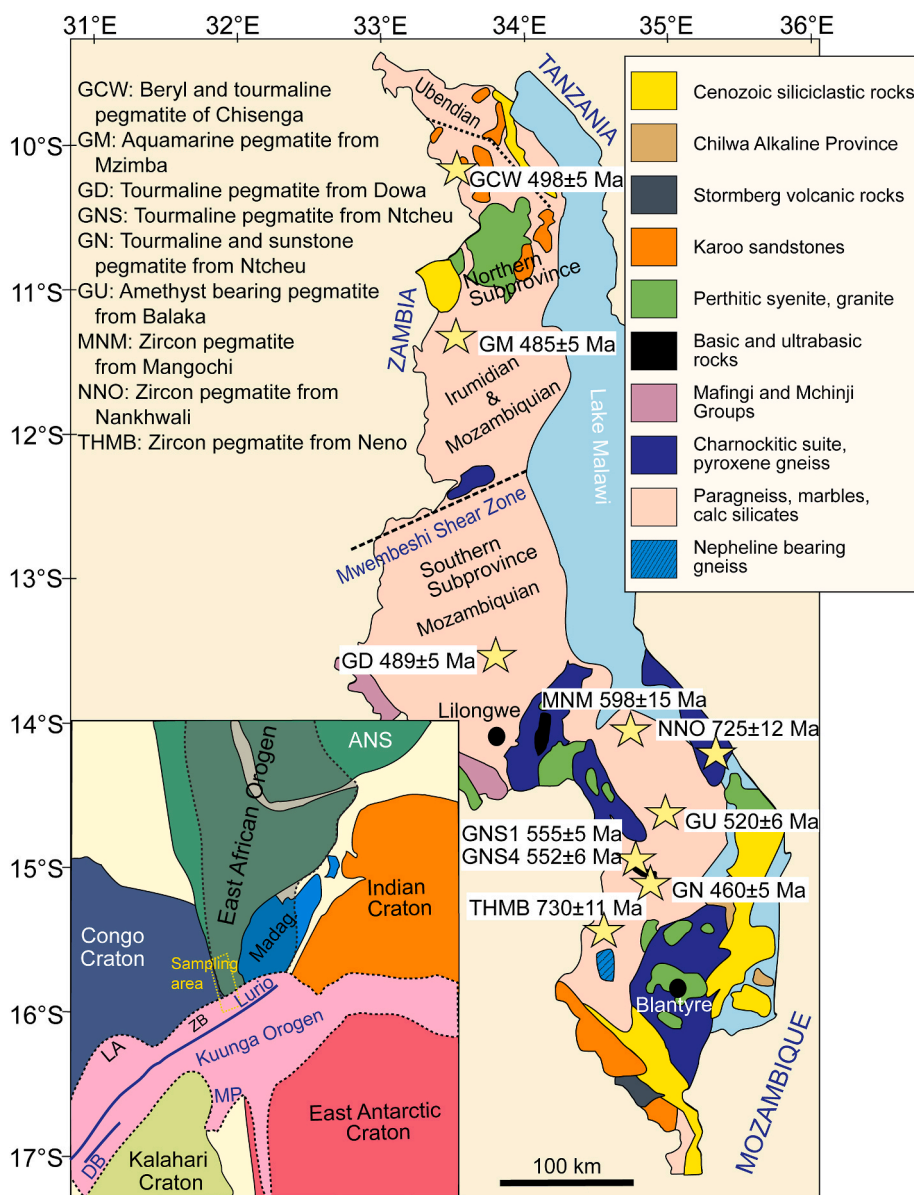 31°E 32°E 33°E 34°E 35°E 36°E
10°S
11°S
12°S
13°S
14°S
15°S
16°S
17°S
GCW: Beryl and tourmaline
pegmatite of Chisenga
GM: Aquamarine pegmatite from
Mzimba
GD: Tourmaline pegmatite from Dowa
GNS: Tourmaline pegmatite from Ntcheu
GN: Tourmaline and sunstone
pegmatite from Ntcheu
GU: Amethyst bearing pegmatite
from Balaka
MNM: Zircon pegmatite
from Mangochi
NNO: Zircon pegmatite from
Nankhwali
THMB: Zircon pegmatite from Neno
Ubendian
TANZANIA
GCW 498±5 Ma
Northern
Subprovince
ZAMBIA
GM 485±5 Ma
Irumidian
&
Mozambiquian
Lake Malawi
Mwembeshi Shear Zone
Southern
Subprovince
Mozambiquian
GD 489±5 Ma
Lilongwe
MNM 598±15 Ma
NNO 725±12 Ma
GU 520±6 Ma
GNS1 555±5 Ma
GNS4 552±6 Ma
GN 460±5 Ma
THMB 730±11 Ma
Blantyre
MOZAMBIQUE
100 km
Cenozoic siliciclastic rocks
Chilwa Alkaline Province
Stormberg volcanic rocks
Karoo sandstones
Perthitic syenite, granite
Basic and ultrabasic
rocks
Mafingi and Mchinji
Groups
Charnockitic suite,
pyroxene gneiss
Paragneiss, marbles,
calc silicates
Nepheline bearing
gneiss
ANS
East African Orogen
Indian
Craton
Madag.
Congo
Craton
Sampling
area
Lurio
ZB
LA
Kuunga Orogen
MP
DB
East Antarctic
Craton
Kalahari
Craton